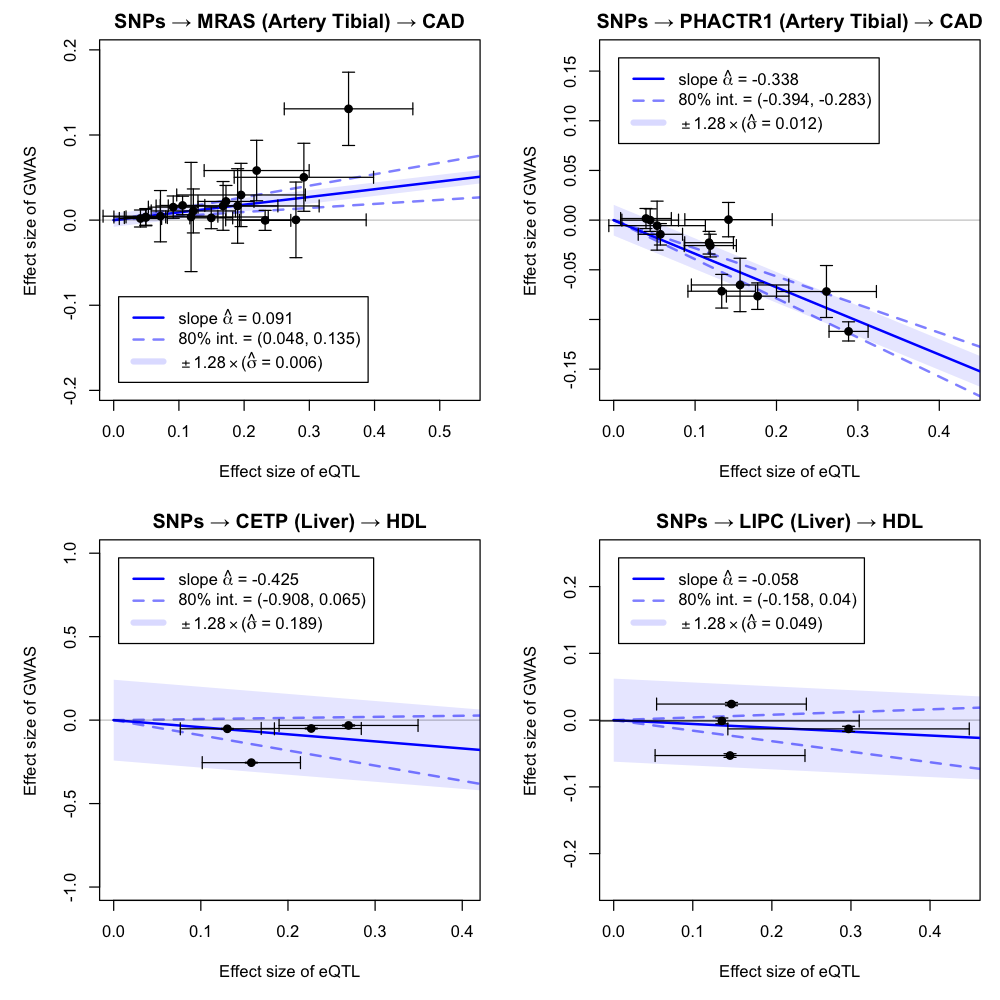 SNPs → MRAS (Artery Tibial) → CAD
0.2
0.1
0.0
-0.1
-0.2
Effect size of GWAS
slope α̂ = 0.091
80% int. = (0.048, 0.135)
± 1.28 × (σ̂ = 0.006)
0.0 0.1 0.2 0.3 0.4 0.5
Effect size of eQTL
SNPs → PHACTR1 (Artery Tibial) → CAD
0.15
0.10
0.05
0.00
-0.05
-0.15
Effect size of GWAS
slope α̂ = -0.338
80% int. = (-0.394, -0.283)
± 1.28 × (σ̂ = 0.012)
0.0 0.1 0.2 0.3 0.4
Effect size of eQTL
SNPs → CETP (Liver) → HDL
1.0
0.5
0.0
-0.5
-1.0
Effect size of GWAS
slope α̂ = -0.425
80% int. = (-0.908, 0.065)
± 1.28 × (σ̂ = 0.189)
0.0 0.1 0.2 0.3 0.4
Effect size of eQTL
SNPs → LIPC (Liver) → HDL
0.2
0.1
0.0
-0.1
-0.2
Effect size of GWAS
slope α̂ = -0.058
80% int. = (-0.158, 0.04)
± 1.28 × (σ̂ = 0.049)
0.0 0.1 0.2 0.3 0.4
Effect size of eQTL